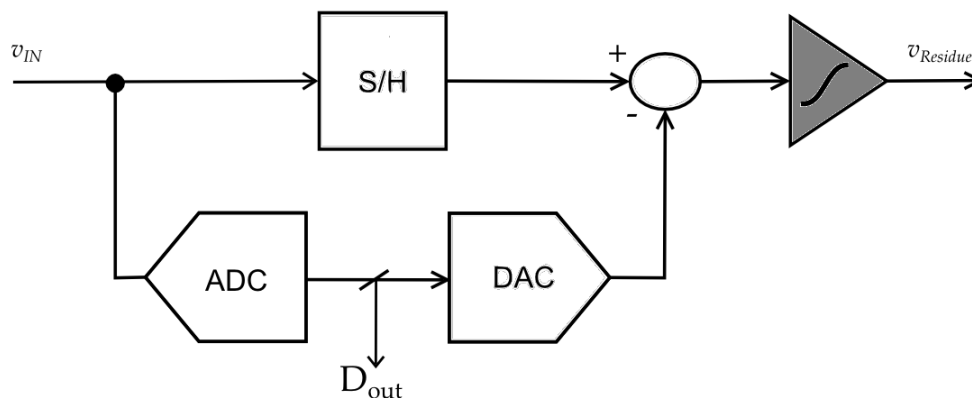 v_IN
S/H
+
-
v_Residue
ADC
DAC
D_out